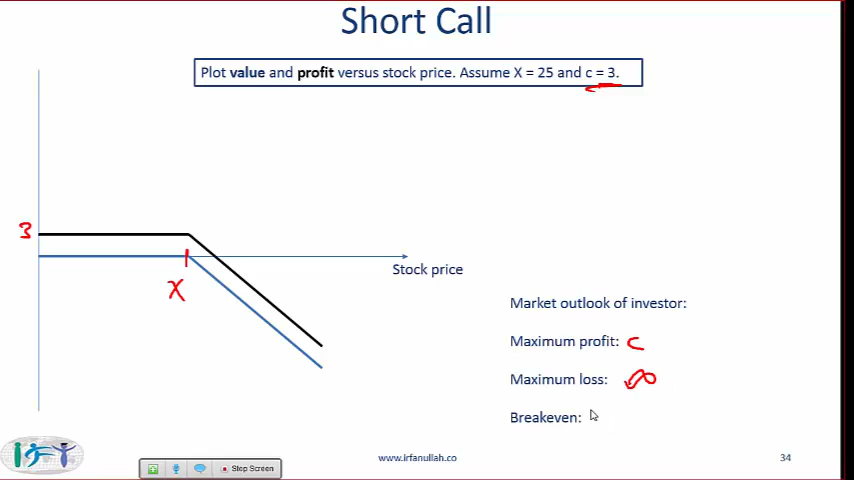 Short Call
Plot value and profit versus stock price. Assume X = 25 and c = 3.
3
X
Stock price
Market outlook of investor:
Maximum profit: C
Maximum loss: ∞
Breakeven:
www.irfanullah.co
34
Stop Screen